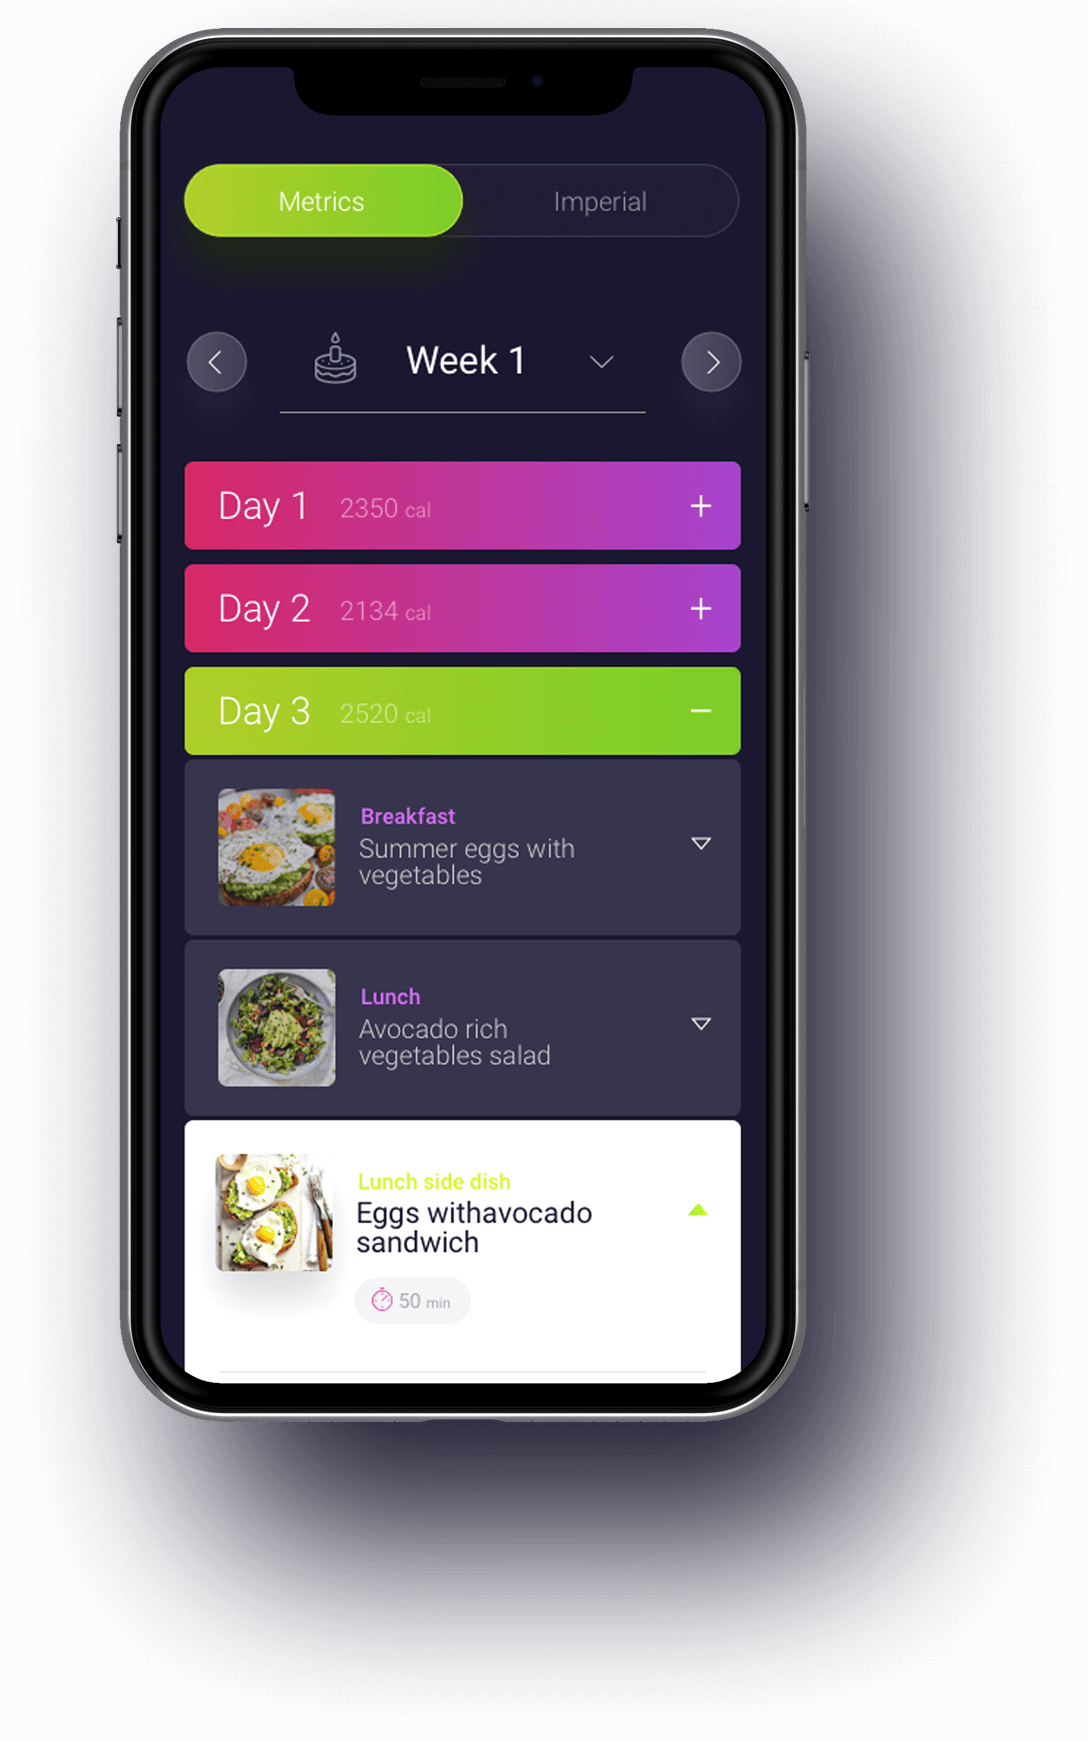 Metrics
Imperial
Week 1
Day 1 2350 cal
Day 2 2134 cal
Day 3 2520 cal
Breakfast
Summer eggs with
vegetables
Lunch
Avocado rich
vegetables salad
Lunch side dish
Eggs withavocado
sandwich
50 min